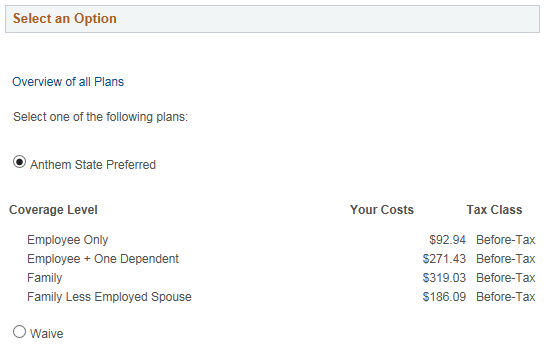 Select an Option
Overview of all Plans
Select one of the following plans:
Anthem State Preferred
Coverage Level Your Costs Tax Class
Employee Only $92.94 Before-Tax
Employee + One Dependent $271.43 Before-Tax
Family $319.03 Before-Tax
Family Less Employed Spouse $186.09 Before-Tax
Waive